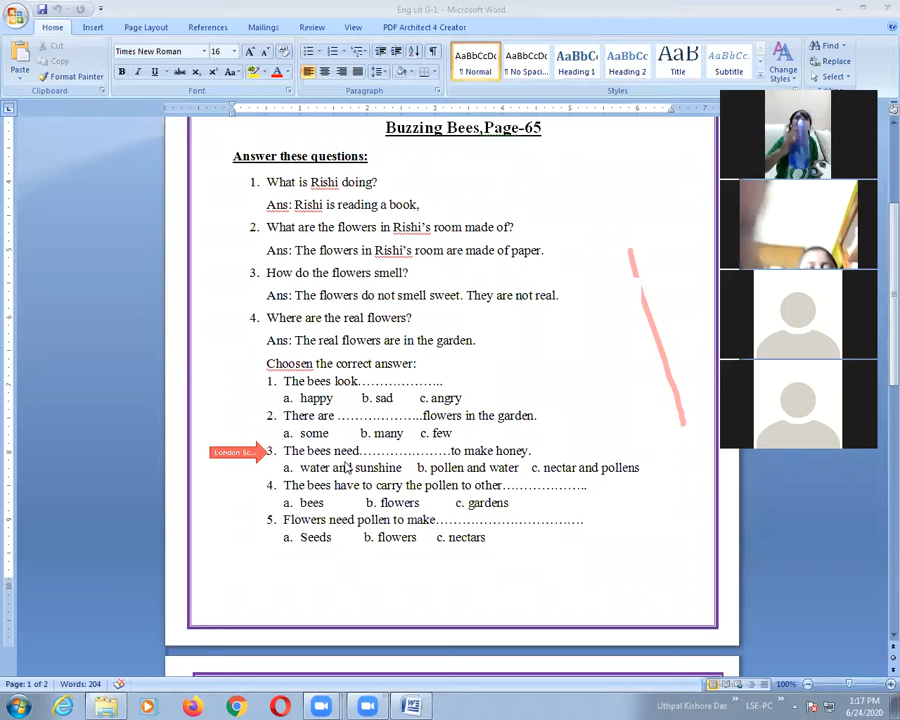 Eng Lit G-1 - Microsoft Word
Home Insert Page Layout References Mailings Review View PDF Architect 4 Creator
Cut
Copy
Format Painter
Paste
Clipboard
Times New Roman 16
B I U abc x₂ x² Aa
Font
Paragraph
AaBbCcDc AaBbCcDc AaBbCc AaBbCc AaB AaBbCc
¶ Normal ¶ No Spaci... Heading 1 Heading 2 Title Subtitle
Change Styles
Styles
Find
Replace
Select
Editing
Buzzing Bees,Page-65
Answer these questions:
1. What is Rishi doing?
Ans: Rishi is reading a book,
2. What are the flowers in Rishi's room made of?
Ans: The flowers in Rishi's room are made of paper.
3. How do the flowers smell?
Ans: The flowers do not smell sweet. They are not real.
4. Where are the real flowers?
Ans: The real flowers are in the garden.
Choosen the correct answer:
1. The bees look………………..
a. happy b. sad c. angry
2. There are ………………..flowers in the garden.
a. some b. many c. few
London Sc...
3. The bees need…………………to make honey.
a. water and sunshine b. pollen and water c. nectar and pollens
4. The bees have to carry the pollen to other……………..
a. bees b. flowers c. gardens
5. Flowers need pollen to make……………………………
a. Seeds b. flowers c. nectars
Page: 1 of 2 Words: 204
100%
Uthpal Kishore Das LSE-PC
1:17 PM
6/24/2020